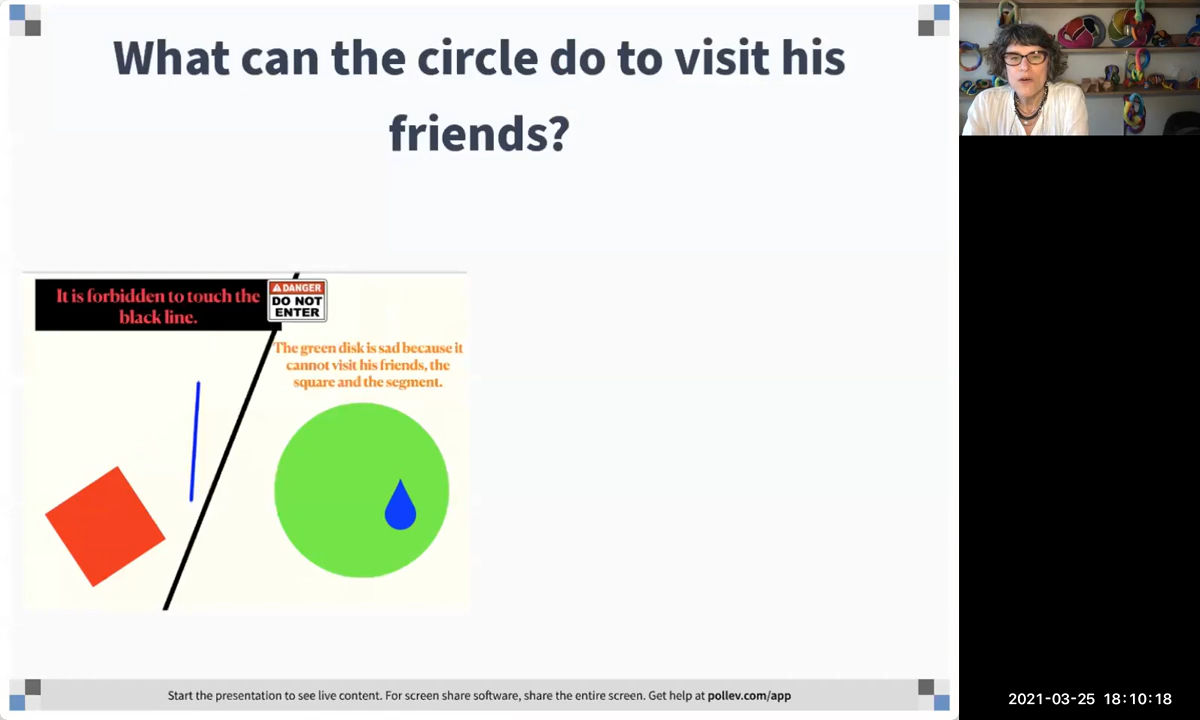 What can the circle do to visit his
friends?
It is forbidden to touch the
black line.
DANGER
DO NOT
ENTER
The green disk is sad because it
cannot visit his friends, the
square and the segment.
Start the presentation to see live content. For screen share software, share the entire screen. Get help at pollev.com/app
2021-03-25 18:10:18